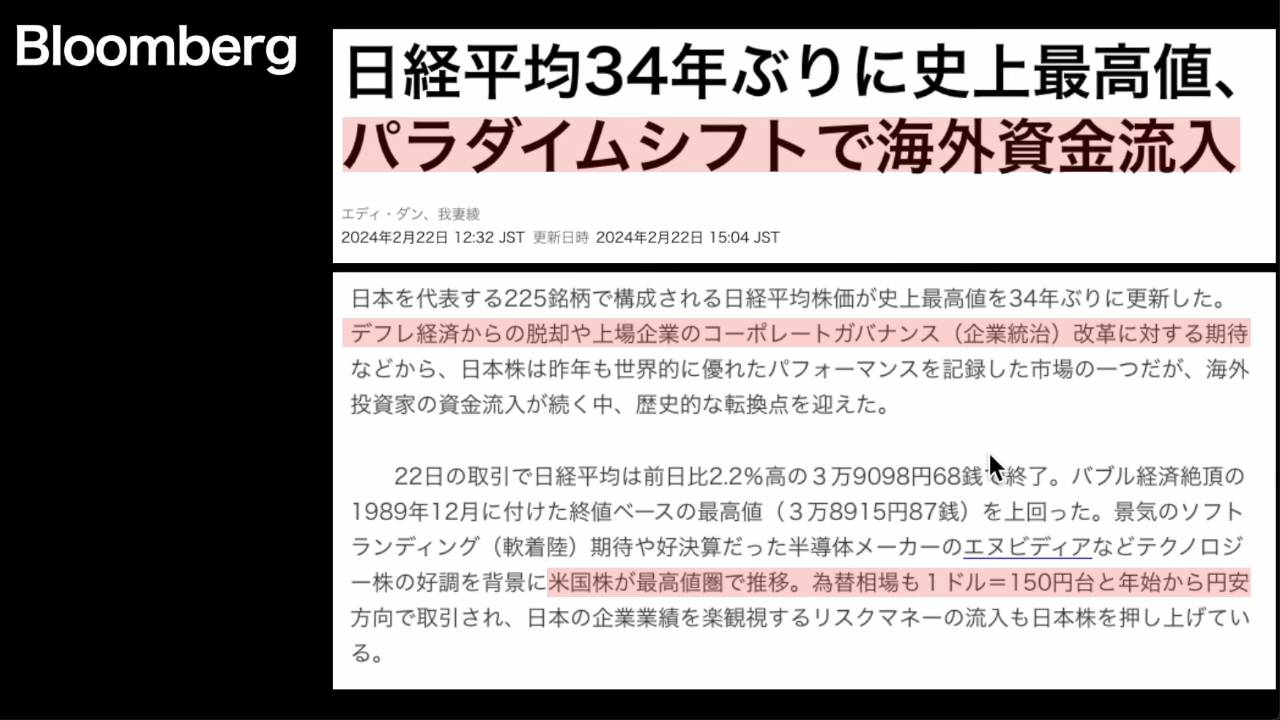 Bloomberg
日経平均34年ぶりに史上最高値、
パラダイムシフトで海外資金流入
エディ・ダン、我妻綾
2024年2月22日 12:32 JST 更新日時 2024年2月22日 15:04 JST
日本を代表する225銘柄で構成される日経平均株価が史上最高値を34年ぶりに更新した。
デフレ経済からの脱却や上場企業のコーポレートガバナンス（企業統治）改革に対する期待
などから、日本株は昨年も世界的に優れたパフォーマンスを記録した市場の一つだが、海外
投資家の資金流入が続く中、歴史的な転換点を迎えた。
22日の取引で日経平均は前日比2.2%高の３万9098円68銭で終了。バブル経済絶頂の
1989年12月に付けた終値ベースの最高値（３万8915円87銭）を上回った。景気のソフト
ランディング（軟着陸）期待や好決算だった半導体メーカーのエヌビディアなどテクノロジ
ー株の好調を背景に米国株が最高値圏で推移。為替相場も１ドル＝150円台と年始から円安
方向で取引され、日本の企業業績を楽観視するリスクマネーの流入も日本株を押し上げてい
る。